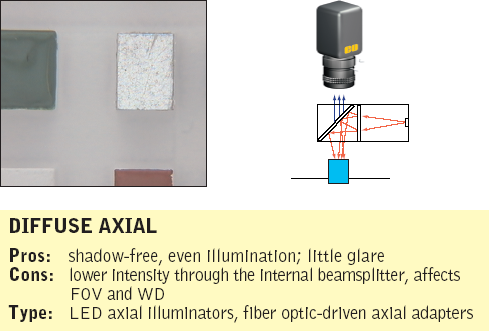 DIFFUSE AXIAL
Pros: shadow-free, even illumination; little glare
Cons: lower intensity through the internal beamsplitter, affects
FOV and WD
Type: LED axial illuminators, fiber optic-driven axial adapters